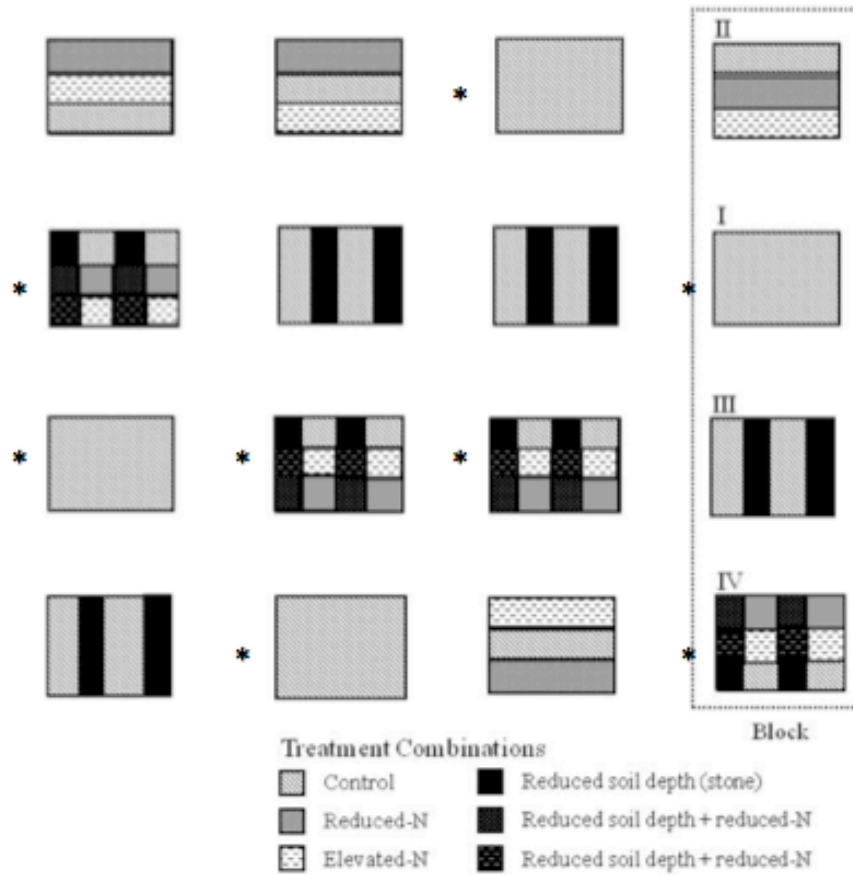 II
*
I
* *
III
* * *
IV
* *
Block
Treatment Combinations
Control
Reduced soil depth (stone)
Reduced-N
Reduced soil depth + reduced-N
Elevated-N
Reduced soil depth + reduced-N